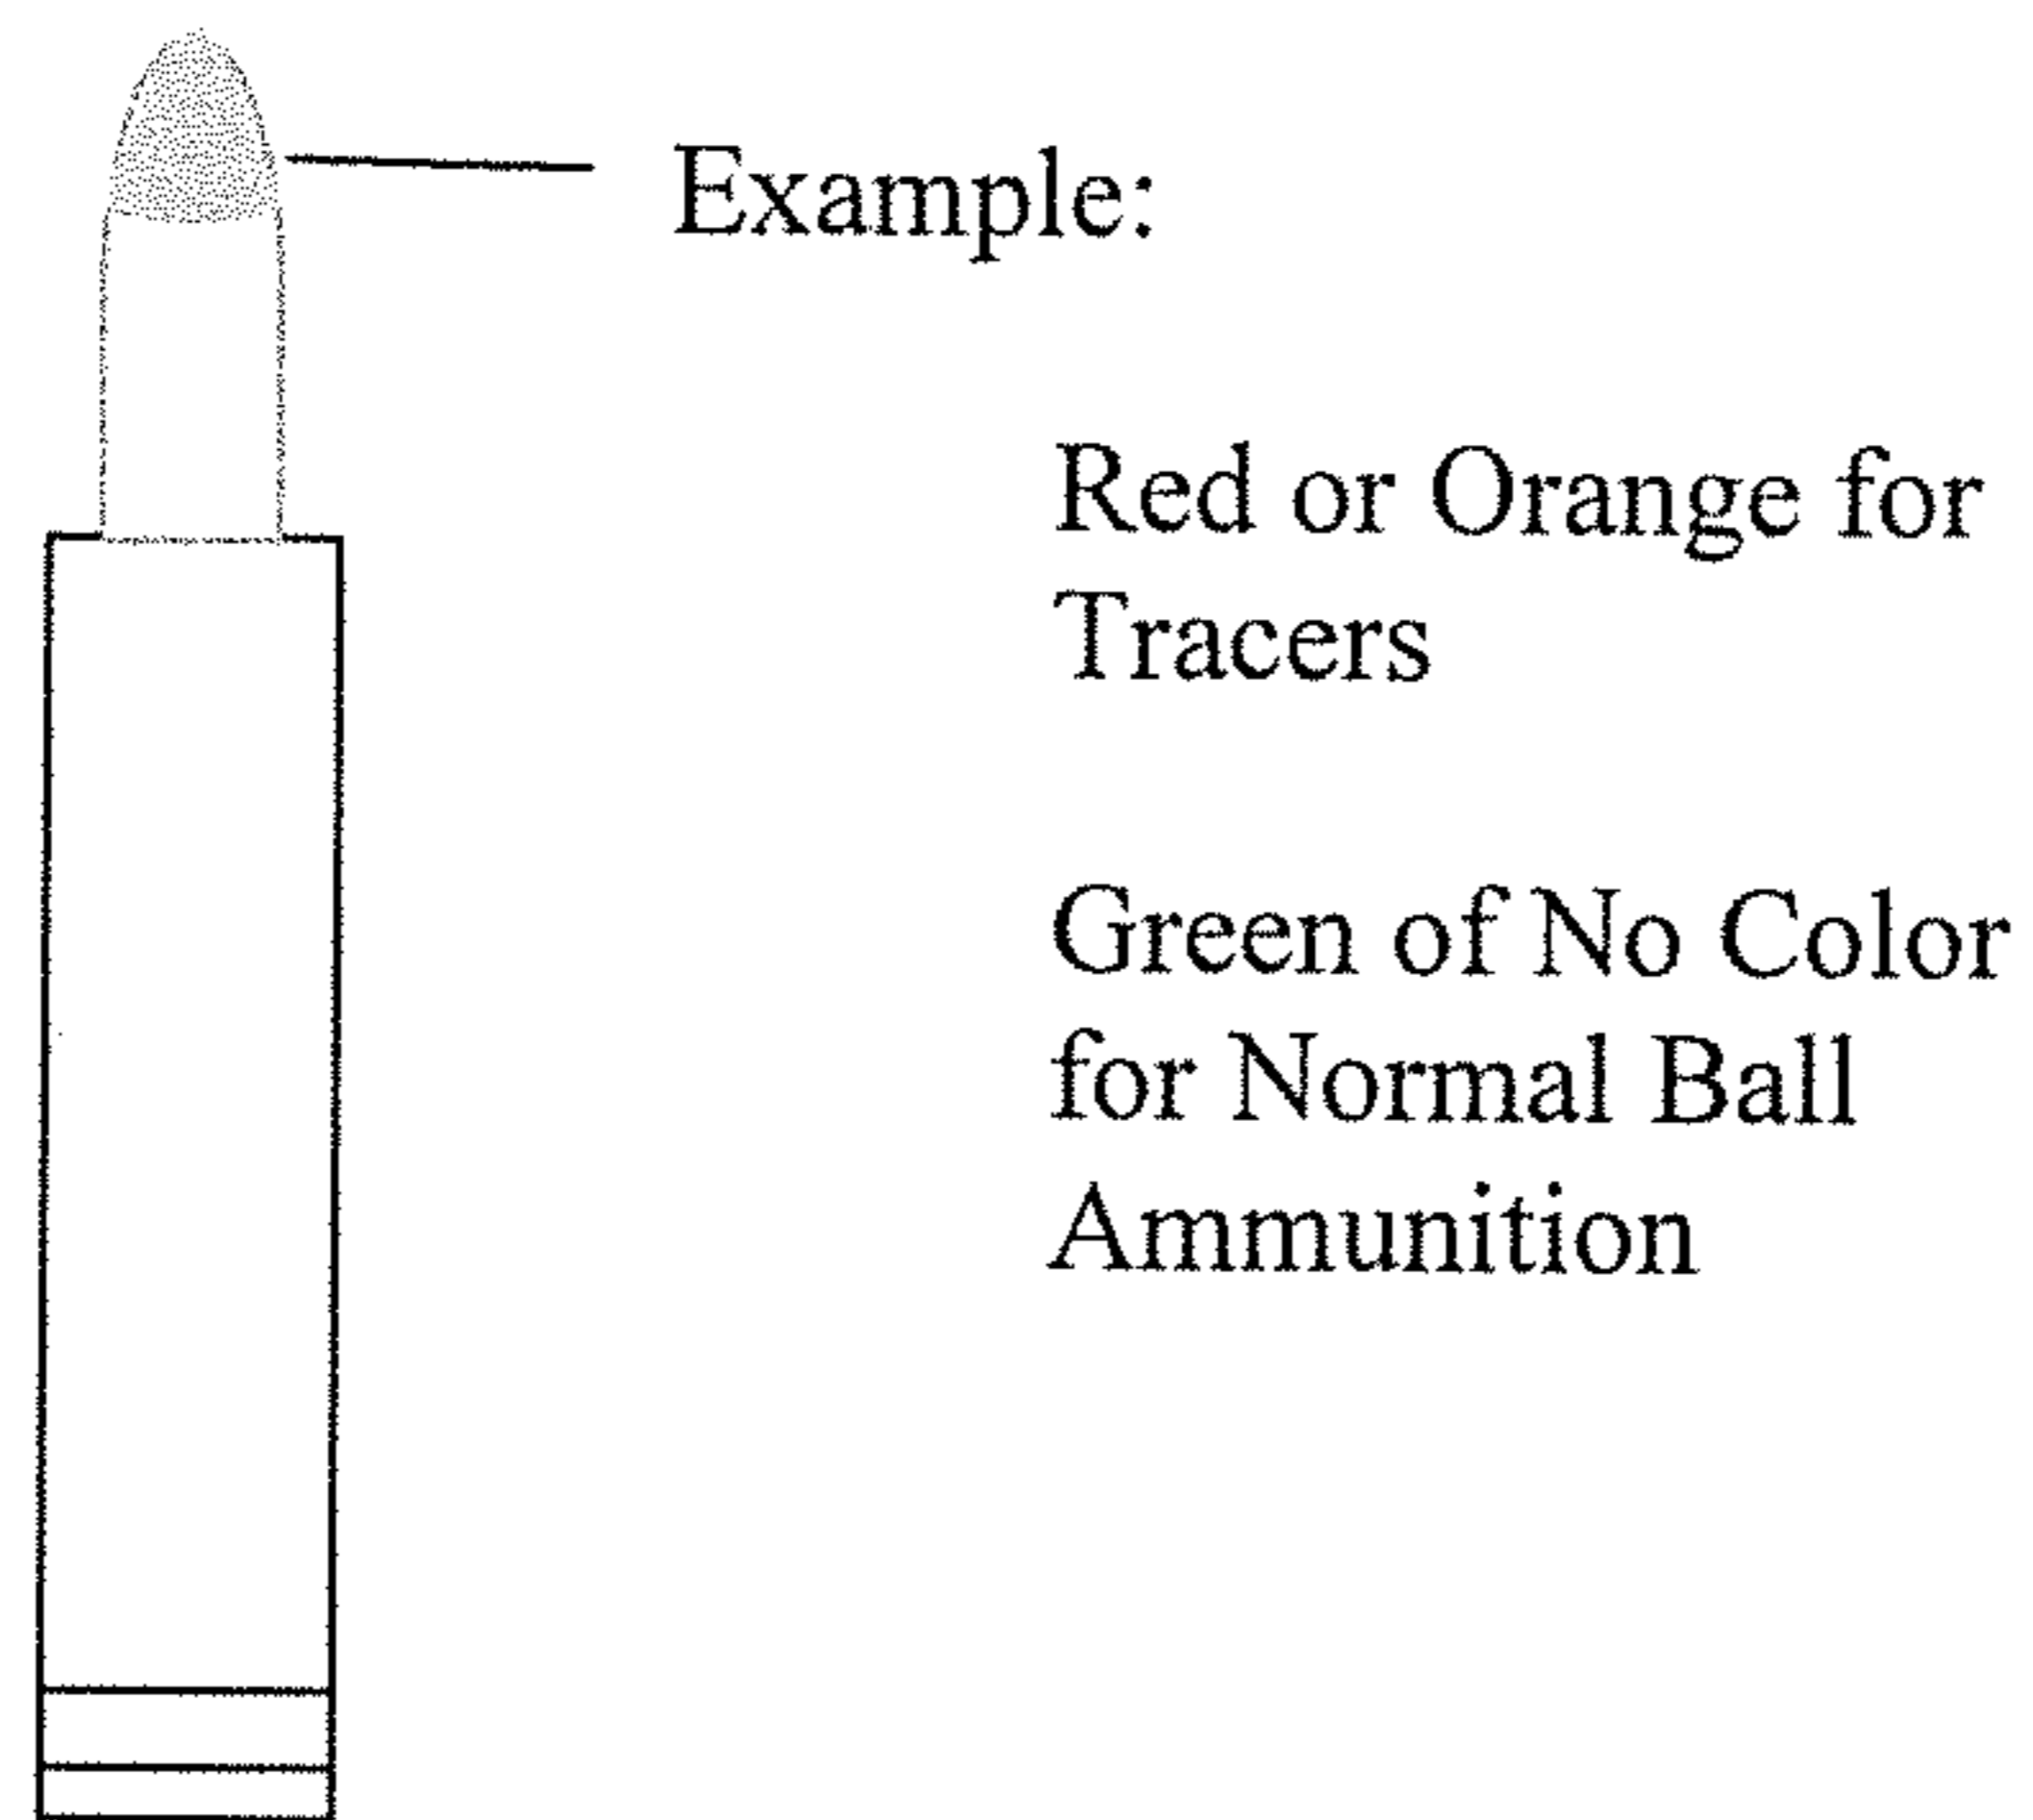 Example:
Red or Orange for
Tracers
Green of No Color
for Normal Ball
Ammunition